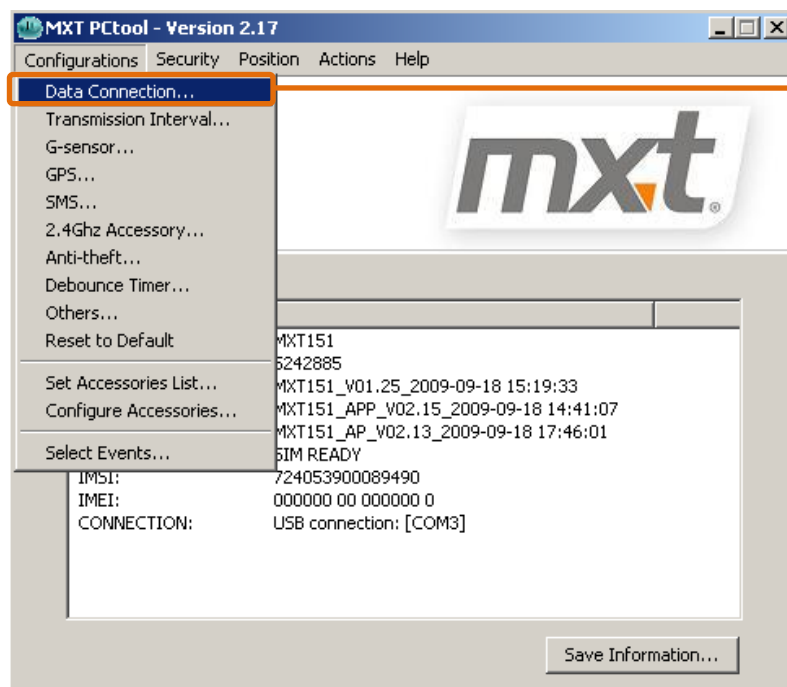 MXT PCtool - Version 2.17
Configurations Security Position Actions Help
Data Connection...
Transmission Interval...
G-sensor...
GPS...
SMS...
2.4Ghz Accessory...
Anti-theft...
Debounce Timer...
Others...
Reset to Default
Set Accessories List...
Configure Accessories...
Select Events...
mxt
MXT151
5242885
MXT151_V01.25_2009-09-18 15:19:33
MXT151_APP_V02.15_2009-09-18 14:41:07
MXT151_AP_V02.13_2009-09-18 17:46:01
SIM READY
IMSI: 724053900089490
IMEI: 000000 00 000000 0
CONNECTION: USB connection: [COM3]
Save Information...